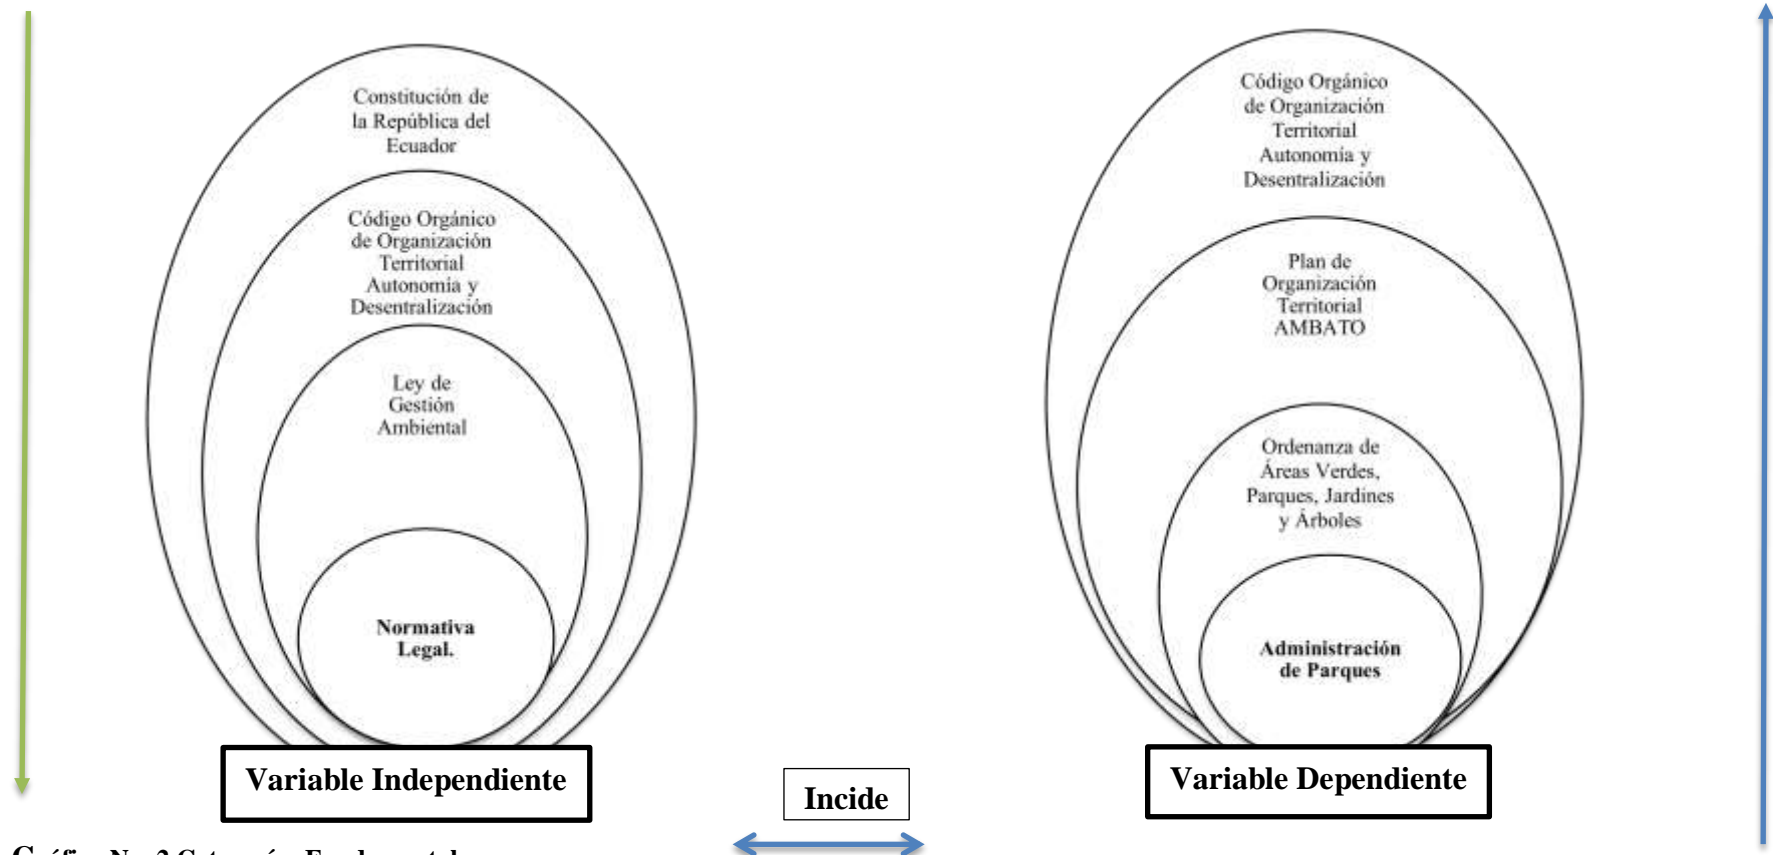 Constitución de
la República del
Ecuador
Código Orgánico
de Organización
Territorial
Autonomía y
Desentralización
Ley de
Gestión
Ambiental
Normativa
Legal.
Variable Independiente
Incide
Código Orgánico
de Organización
Territorial
Autonomía y
Desentralización
Plan de
Organización
Territorial
AMBATO
Ordenanza de
Áreas Verdes,
Parques, Jardines
y Árboles
Administración
de Parques
Variable Dependiente